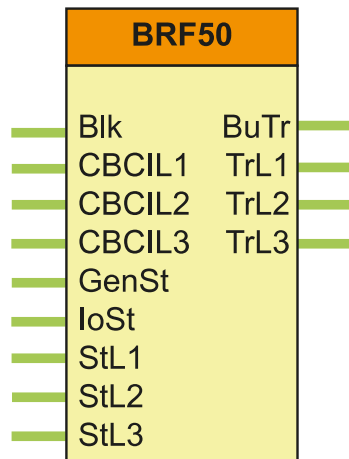 BRF50
Blk BuTr
CBCIL1 TrL1
CBCIL2 TrL2
CBCIL3 TrL3
GenSt
IoSt
StL1
StL2
StL3